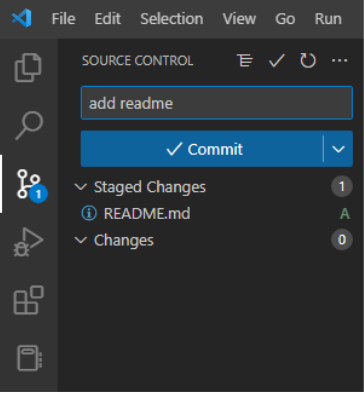 File Edit Selection View Go Run
SOURCE CONTROL
add readme
Commit
Staged Changes 1
README.md A
1
Changes 0